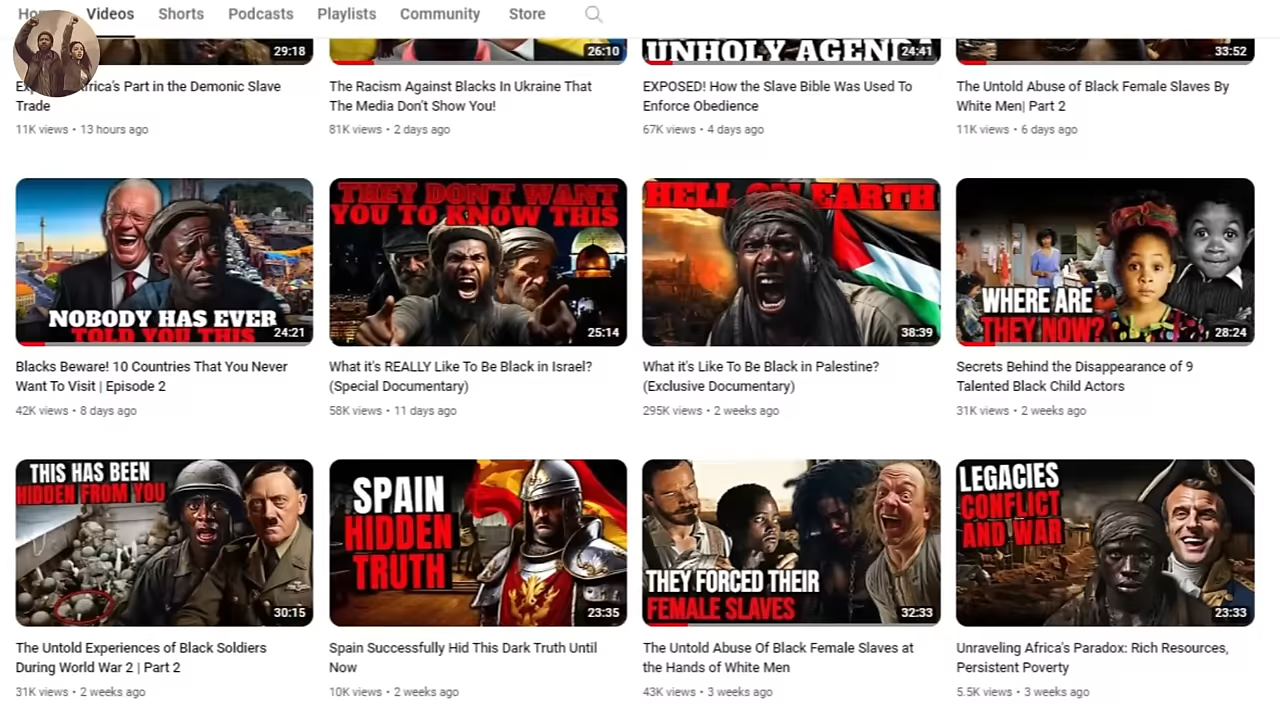 Videos
Shorts
Podcasts
Playlists
Community
Store
29:18
26:10
UNHOLY AGENDA
24:41
33:52
Africa's Part in the Demonic Slave
Trade
11K views • 13 hours ago
The Racism Against Blacks In Ukraine That
The Media Don't Show You!
81K views • 2 days ago
EXPOSED! How the Slave Bible Was Used To
Enforce Obedience
67K views • 4 days ago
The Untold Abuse of Black Female Slaves By
White Men| Part 2
11K views • 6 days ago
NOBODY HAS EVER
TOLD YOU THIS
24:21
THEY DON'T WANT
YOU TO KNOW THIS
25:14
HELL ON EARTH
38:39
WHERE ARE
THEY NOW?
28:24
Blacks Beware! 10 Countries That You Never
Want To Visit | Episode 2
42K views • 8 days ago
What it's REALLY Like To Be Black in Israel?
(Special Documentary)
58K views • 11 days ago
What it's Like To Be Black in Palestine?
(Exclusive Documentary)
295K views • 2 weeks ago
Secrets Behind the Disappearance of 9
Talented Black Child Actors
31K views • 2 weeks ago
THIS HAS BEEN
HIDDEN FROM YOU
30:15
SPAIN
HIDDEN
TRUTH
23:35
THEY FORCED THEIR
FEMALE SLAVES
32:33
LEGACIES
CONFLICT
AND WAR
23:33
The Untold Experiences of Black Soldiers
During World War 2 | Part 2
31K views • 2 weeks ago
Spain Successfully Hid This Dark Truth Until
Now
10K views • 2 weeks ago
The Untold Abuse Of Black Female Slaves at
the Hands of White Men
43K views • 3 weeks ago
Unraveling Africa's Paradox: Rich Resources,
Persistent Poverty
5.5K views • 3 weeks ago